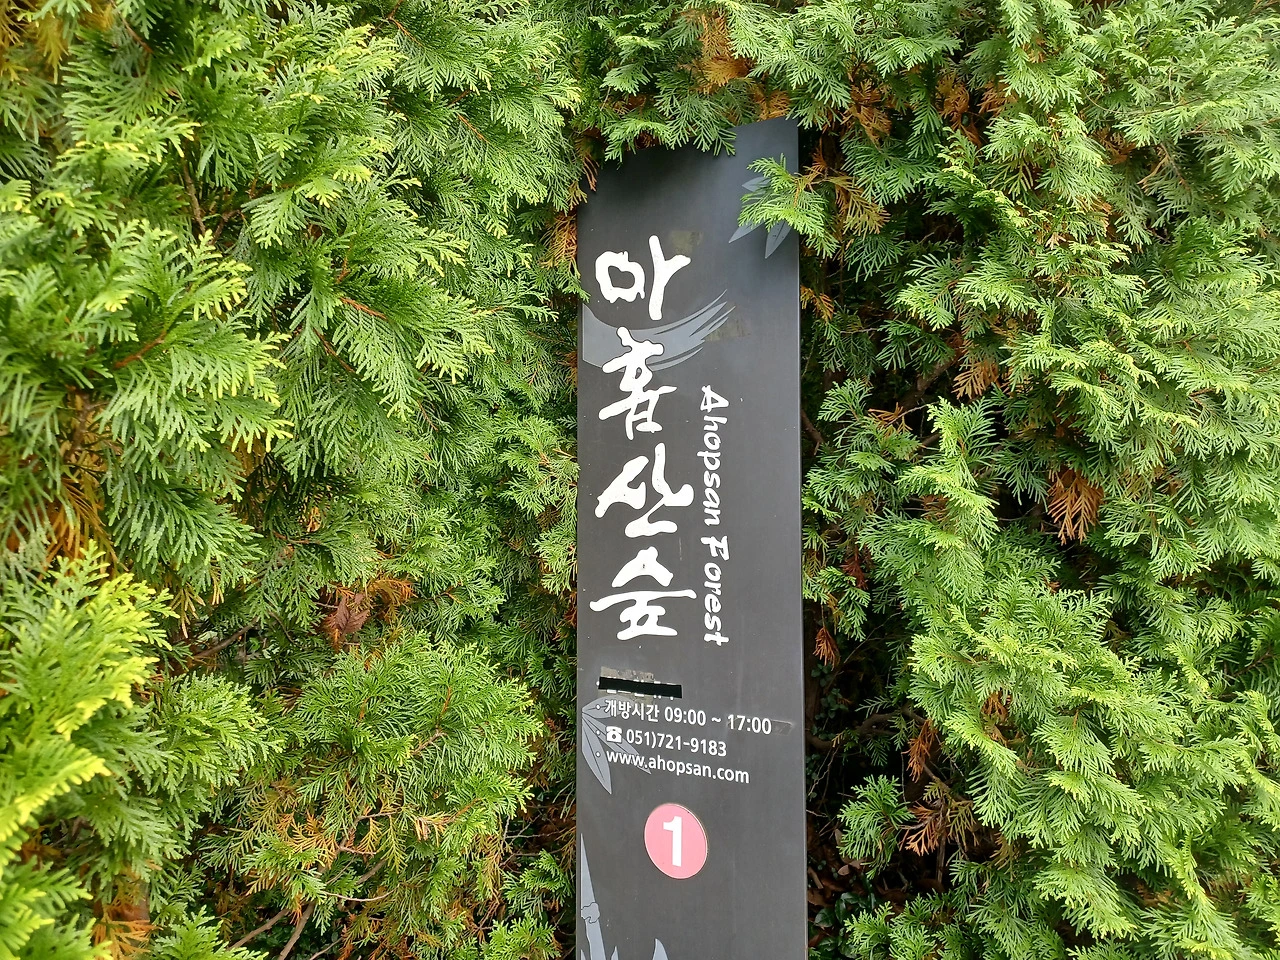 아홉산숲
Ahopsan Forest
· 개방시간 09:00 ~ 17:00
· ☎ 051)721-9183
· www.ahopsan.com
1